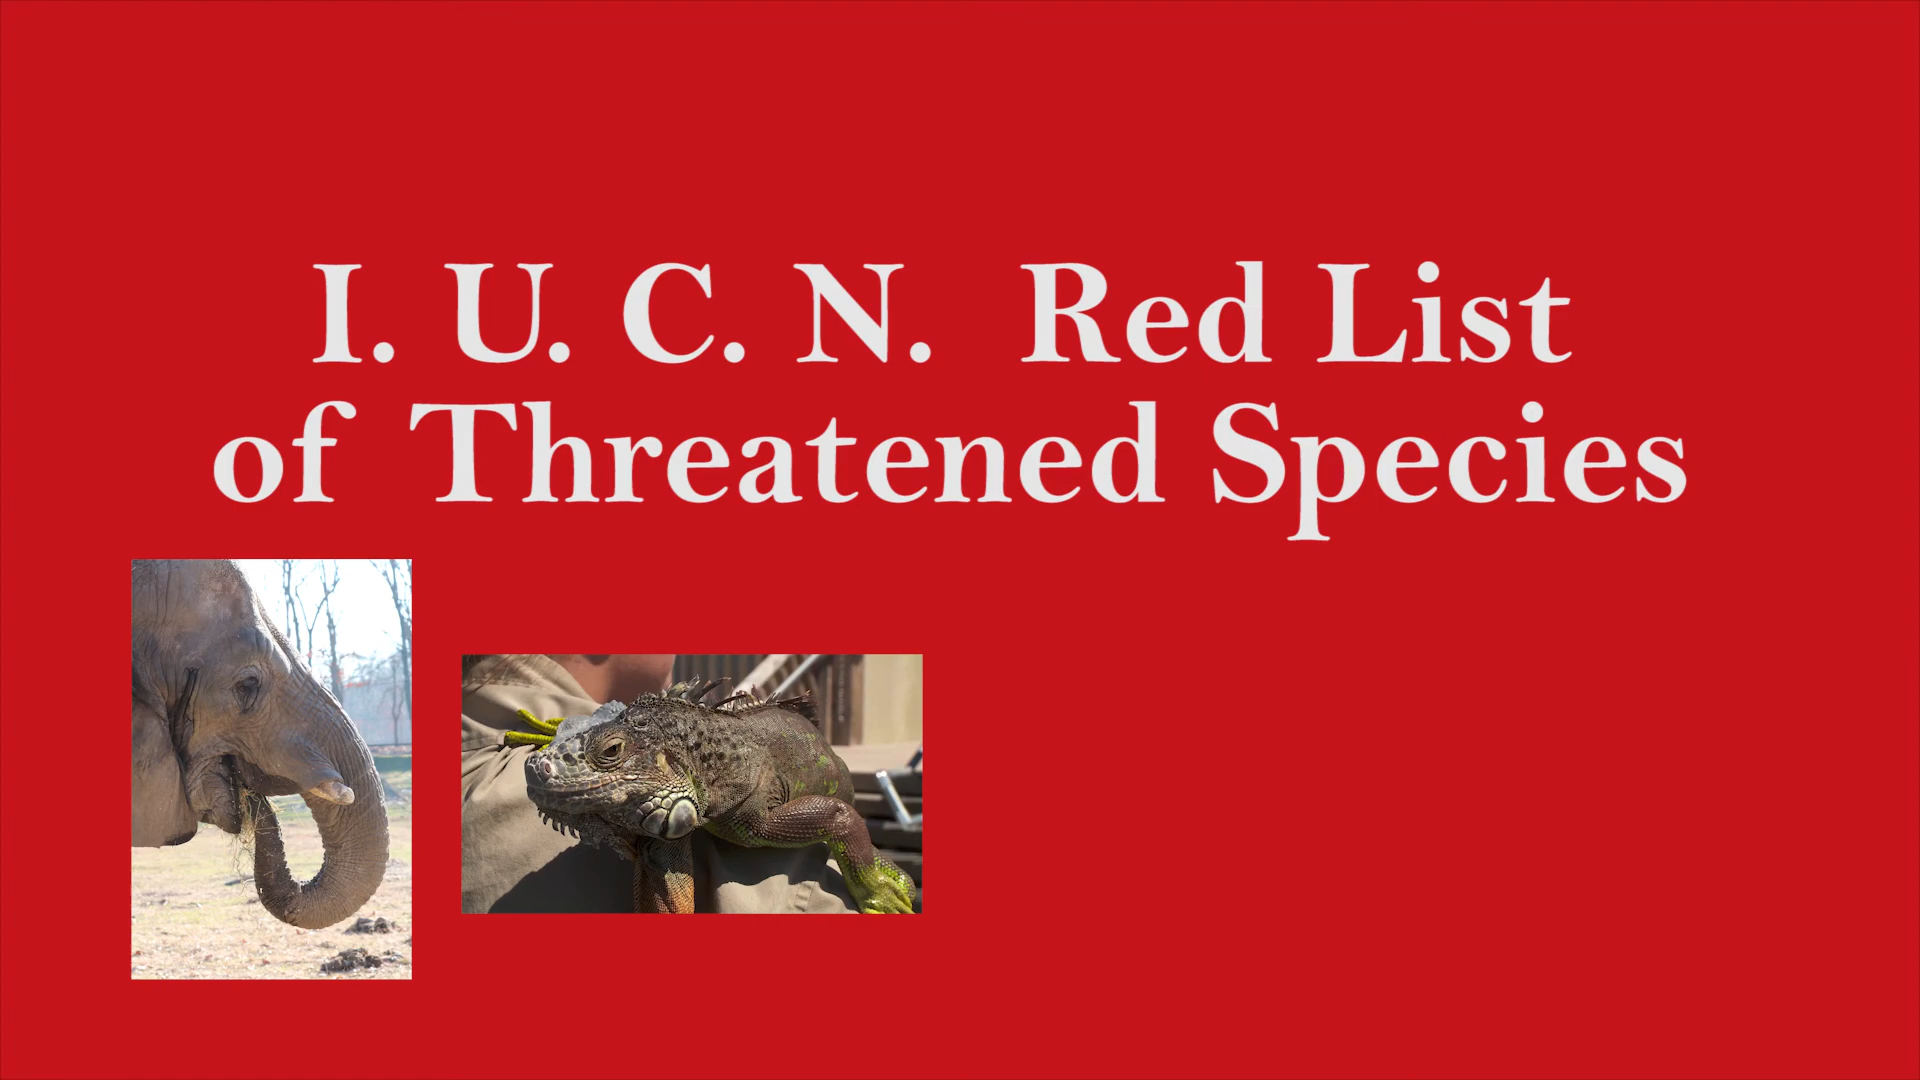 I. U. C. N. Red List
of Threatened Species